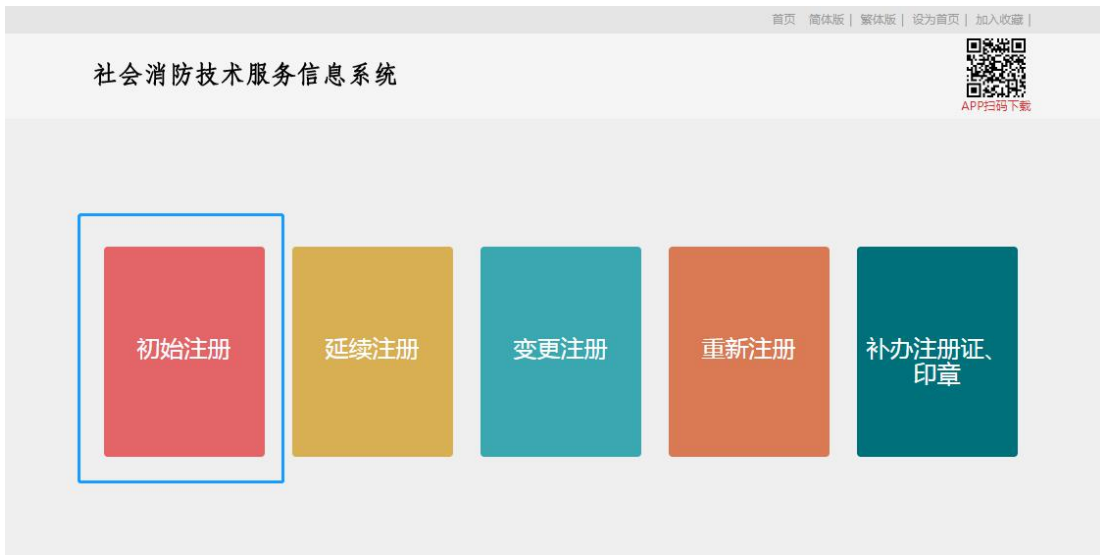 首页 简体版 | 繁体版 | 设为首页 | 加入收藏 |
社会消防技术服务信息系统
APP扫码下载
初始注册
延续注册
变更注册
重新注册
补办注册证、
印章